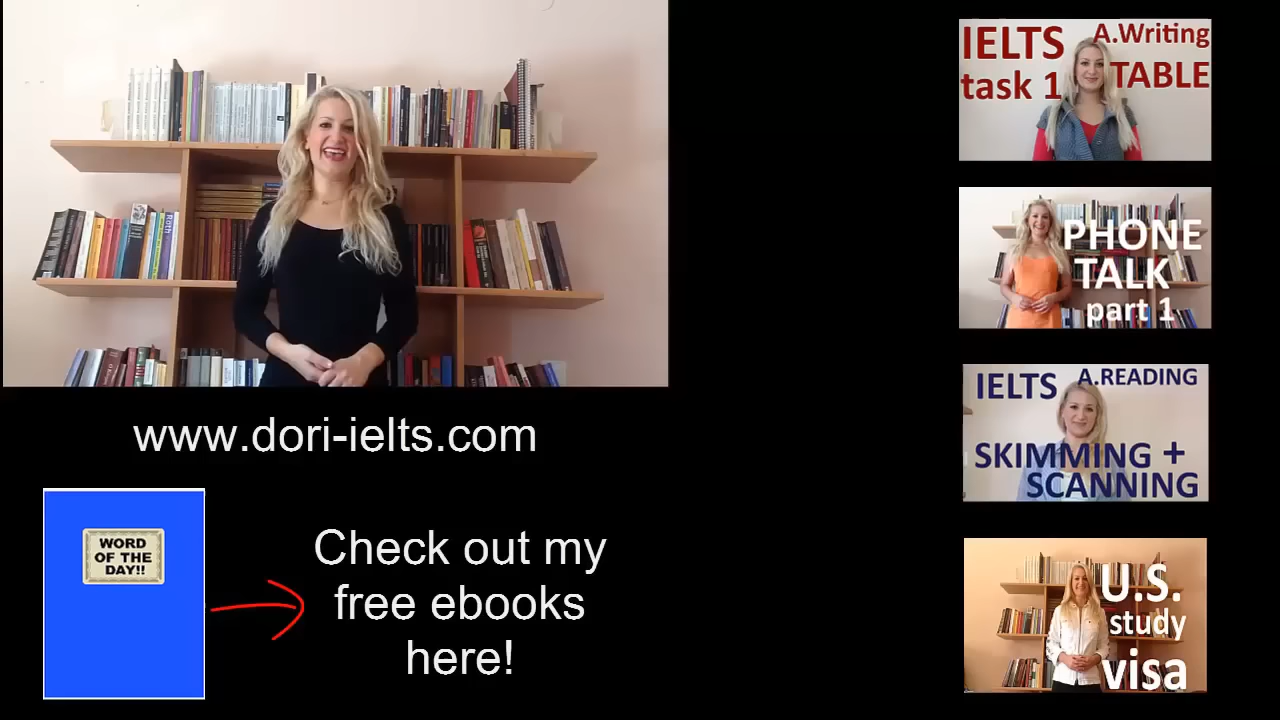 www.dori-ielts.com
WORD
OF THE
DAY!!
Check out my
free ebooks
here!
IELTS A.Writing
task 1 TABLE
PHONE
TALK
part 1
IELTS A.READING
SKIMMING +
SCANNING
U.S.
study
visa